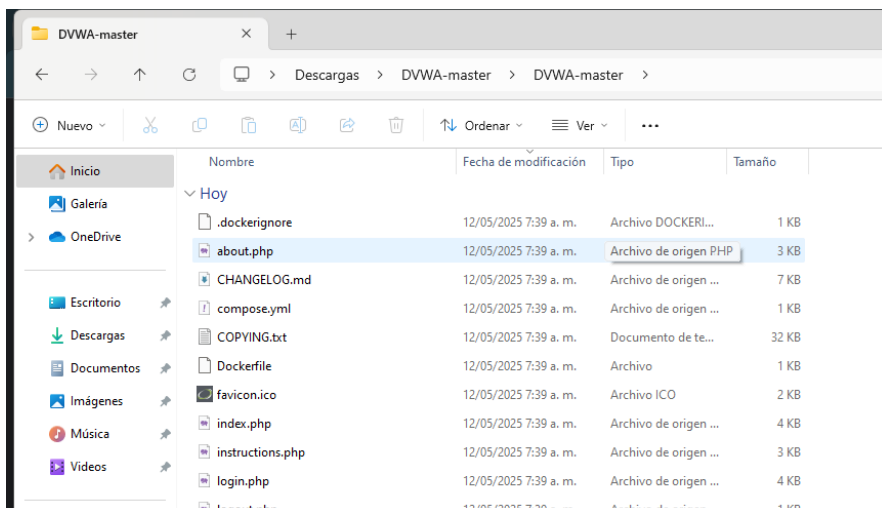 DVWA-master
Descargas > DVWA-master > DVWA-master >
Nuevo Ordenar Ver ...
Inicio
Galería
OneDrive
Escritorio
Descargas
Documentos
Imágenes
Música
Videos
Nombre Fecha de modificación Tipo Tamaño
Hoy
.dockerignore 12/05/2025 7:39 a. m. Archivo DOCKERI... 1 KB
about.php 12/05/2025 7:39 a. m. Archivo de origen PHP 3 KB
CHANGELOG.md 12/05/2025 7:39 a. m. Archivo de origen ... 7 KB
compose.yml 12/05/2025 7:39 a. m. Archivo de origen ... 1 KB
COPYING.txt 12/05/2025 7:39 a. m. Documento de te... 32 KB
Dockerfile 12/05/2025 7:39 a. m. Archivo 1 KB
favicon.ico 12/05/2025 7:39 a. m. Archivo ICO 2 KB
index.php 12/05/2025 7:39 a. m. Archivo de origen ... 4 KB
instructions.php 12/05/2025 7:39 a. m. Archivo de origen ... 3 KB
login.php 12/05/2025 7:39 a. m. Archivo de origen ... 4 KB